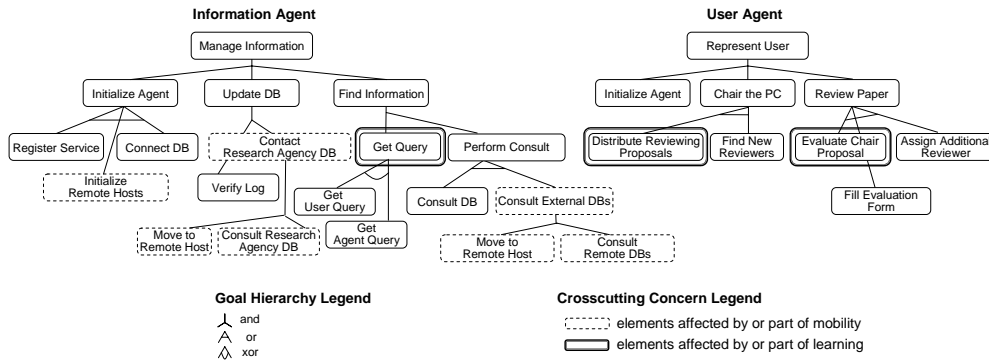 Information Agent
User Agent
Manage Information
Represent User
Initialize Agent
Update DB
Find Information
Initialize Agent
Chair the PC
Review Paper
Register Service
Connect DB
Contact
Research Agency DB
Get Query
Perform Consult
Distribute Reviewing
Proposals
Find New
Reviewers
Evaluate Chair
Proposal
Assign Additional
Reviewer
Initialize
Remote Hosts
Verify Log
Get
User Query
Consult DB
Consult External DBs
Fill Evaluation
Form
Move to
Remote Host
Consult Research
Agency DB
Get
Agent Query
Move to
Remote Host
Consult
Remote DBs
Goal Hierarchy Legend
and
or
xor
Crosscutting Concern Legend
elements affected by or part of mobility
elements affected by or part of learning